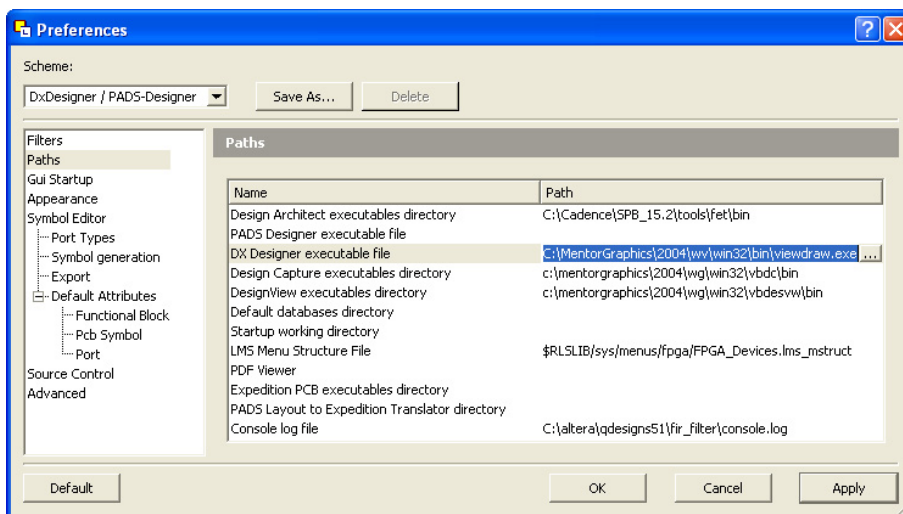 Preferences
Scheme:
DxDesigner / PADS-Designer
Save As...
Delete
Filters
Paths
Gui Startup
Appearance
Symbol Editor
Port Types
Symbol generation
Export
Default Attributes
Functional Block
Pcb Symbol
Port
Source Control
Advanced
Paths
Name Path
Design Architect executables directory C:\Cadence\SPB_15.2\tools\fet\bin
PADS Designer executable file
DX Designer executable file C:\MentorGraphics\2004\wv\win32\bin\viewdraw.exe ...
Design Capture executables directory c:\mentorgraphics\2004\wg\win32\vbdc\bin
DesignView executables directory c:\mentorgraphics\2004\wg\win32\vbdesvw\bin
Default databases directory
Startup working directory
LMS Menu Structure File $RLSLIB/sys/menus/fpga/FPGA_Devices.lms_mstruct
PDF Viewer
Expedition PCB executables directory
PADS Layout to Expedition Translator directory
Console log file C:\altera\qdesigns51\fir_filter\console.log
Default
OK
Cancel
Apply